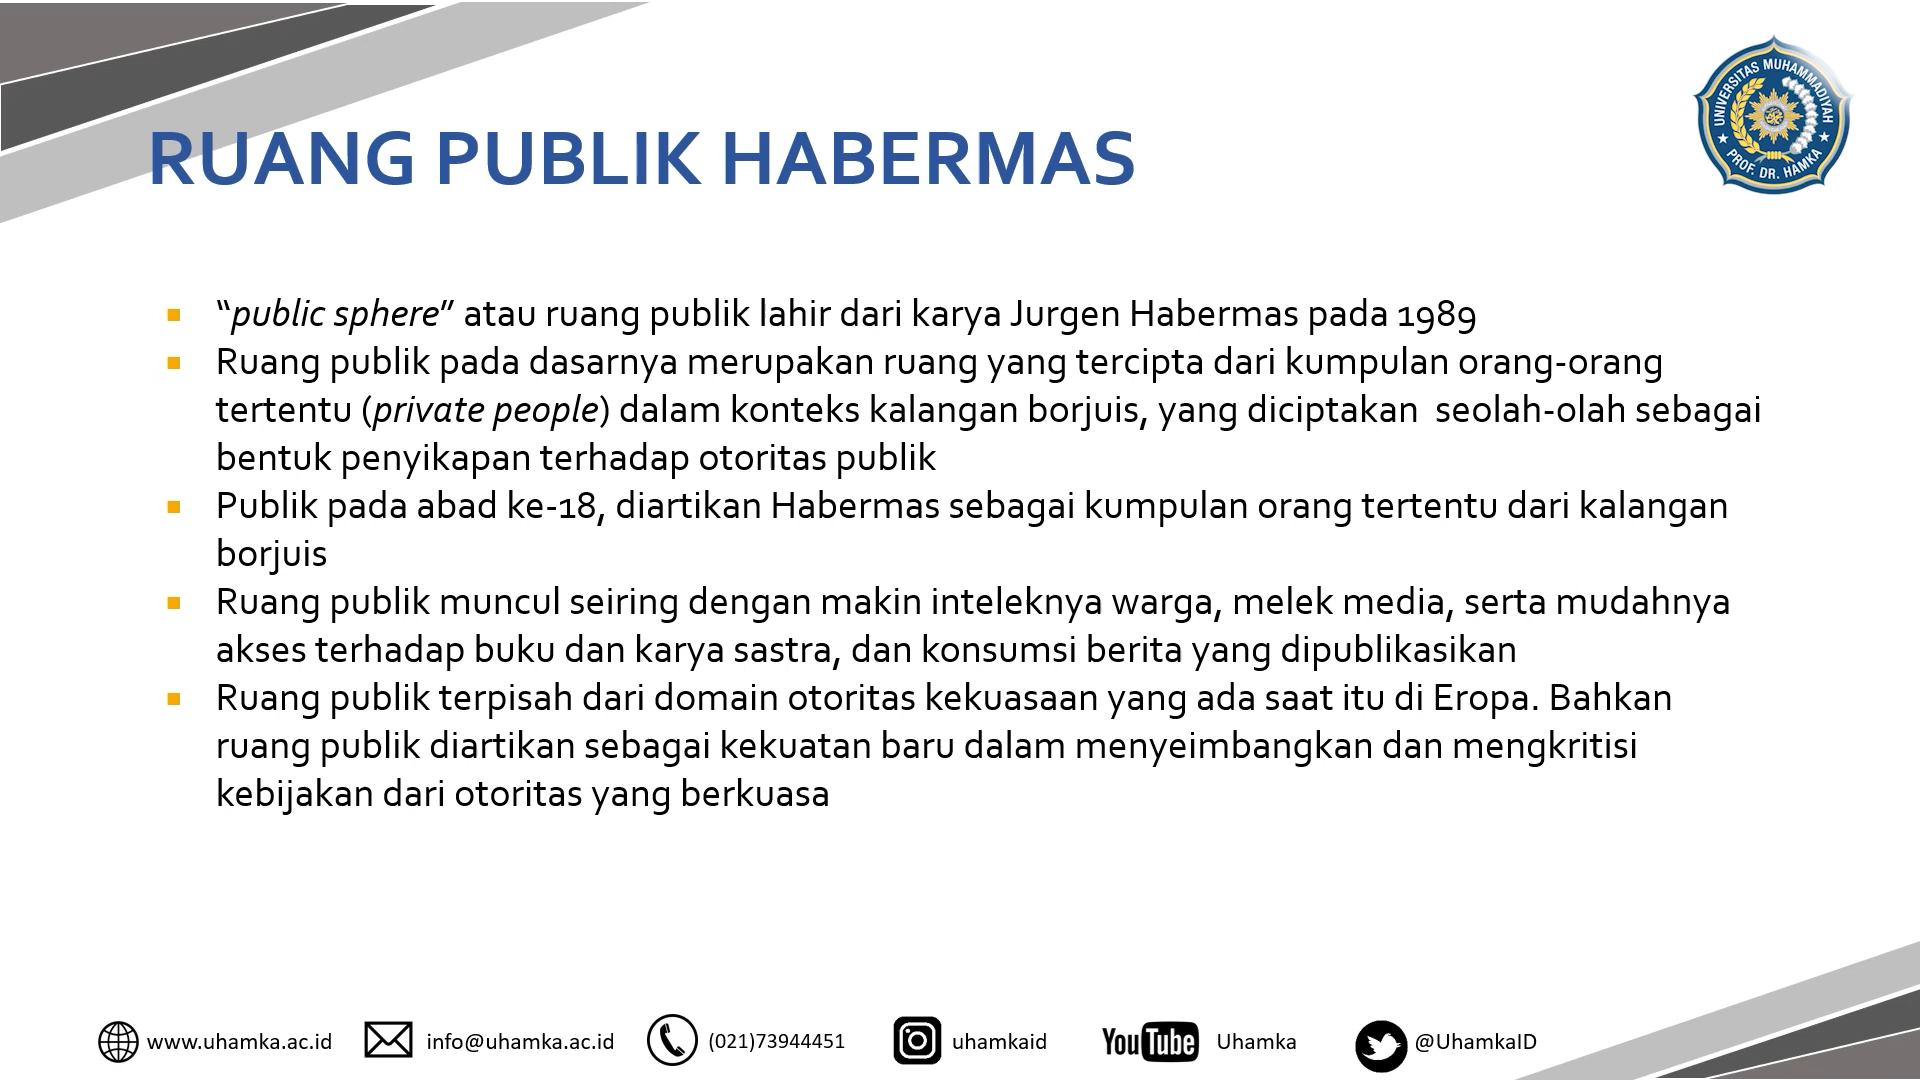 UNIVERSITAS MUHAMMADIYAH
PROF. DR. HAMKA
RUANG PUBLIK HABERMAS
“public sphere” atau ruang publik lahir dari karya Jurgen Habermas pada 1989
Ruang publik pada dasarnya merupakan ruang yang tercipta dari kumpulan orang-orang
tertentu (private people) dalam konteks kalangan borjuis, yang diciptakan seolah-olah sebagai
bentuk penyikapan terhadap otoritas publik
Publik pada abad ke-18, diartikan Habermas sebagai kumpulan orang tertentu dari kalangan
borjuis
Ruang publik muncul seiring dengan makin inteleknya warga, melek media, serta mudahnya
akses terhadap buku dan karya sastra, dan konsumsi berita yang dipublikasikan
Ruang publik terpisah dari domain otoritas kekuasaan yang ada saat itu di Eropa. Bahkan
ruang publik diartikan sebagai kekuatan baru dalam menyeimbangkan dan mengkritisi
kebijakan dari otoritas yang berkuasa
www.uhamka.ac.id info@uhamka.ac.id (021)73944451 uhamkaid YouTube Uhamka @UhamkaID